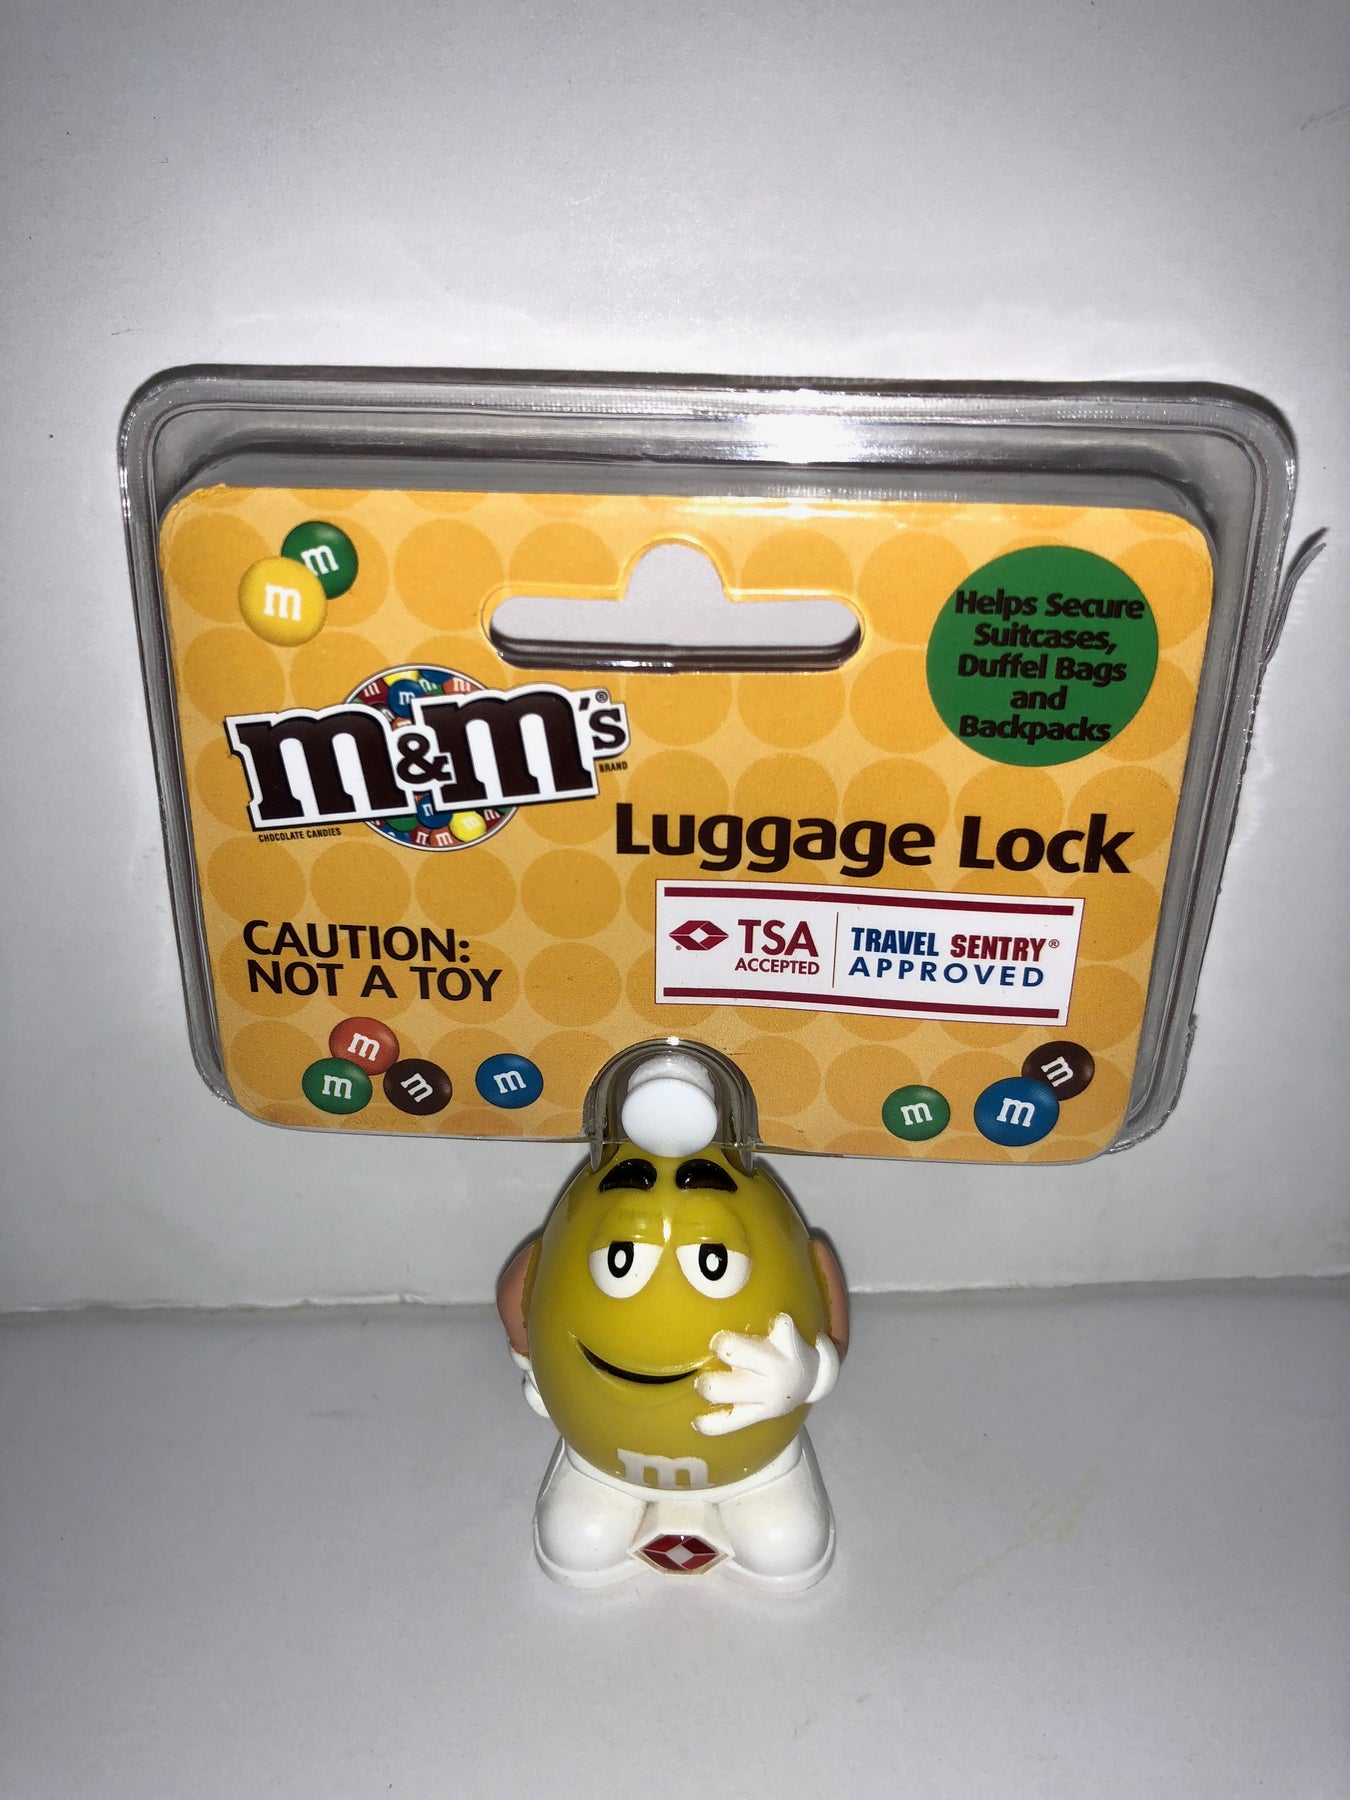 m
m
Helps Secure
Suitcases,
Duffel Bags
and
Backpacks
m&m's®
BRAND
CHOCOLATE CANDIES
Luggage Lock
TSA
ACCEPTED
TRAVEL SENTRY®
APPROVED
CAUTION:
NOT A TOY
m
m
m
m
m
m
m
m